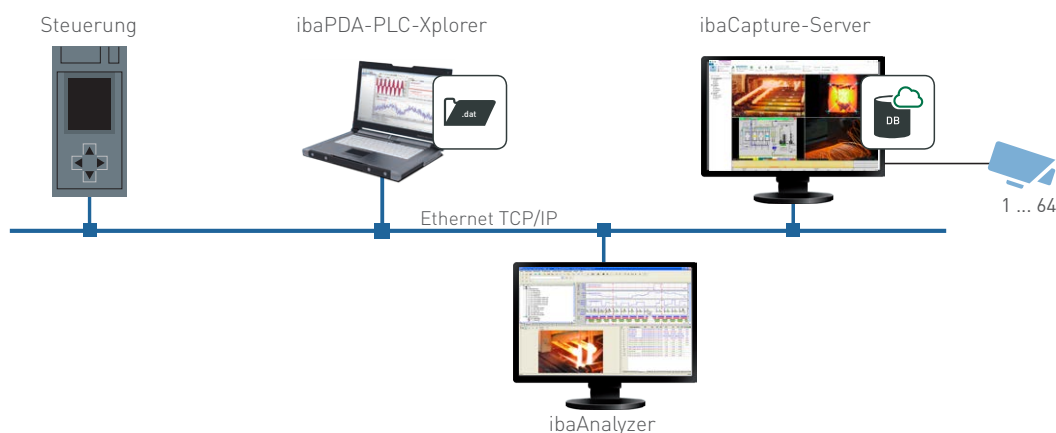 Steuerung
ibaPDA-PLC-Xplorer
ibaCapture-Server
.dat
DB
1 ... 64
Ethernet TCP/IP
ibaAnalyzer